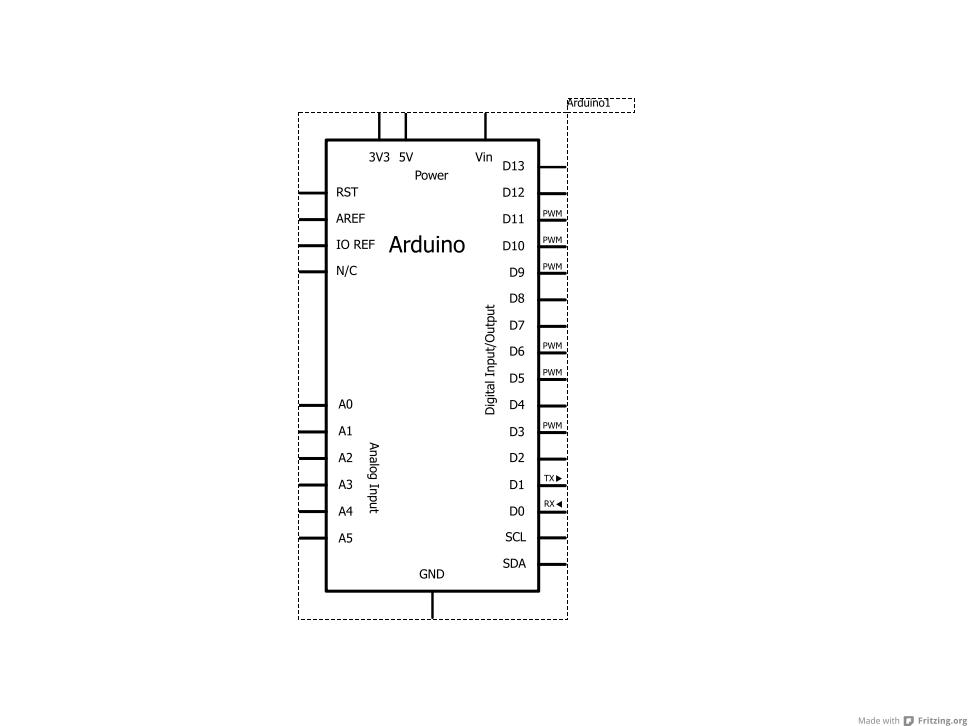 Arduino1
3V3 5V Vin
Power
D13
RST
D12
AREF
PWM
D11
IO REF
Arduino
PWM
D10
N/C
PWM
D9
D8
D7
Digital Input/Output
PWM
D6
PWM
D5
A0
D4
A1
PWM
D3
A2
D2
Analog Input
A3
TX
D1
A4
RX
D0
A5
SCL
SDA
GND
Made with Fritzing.org